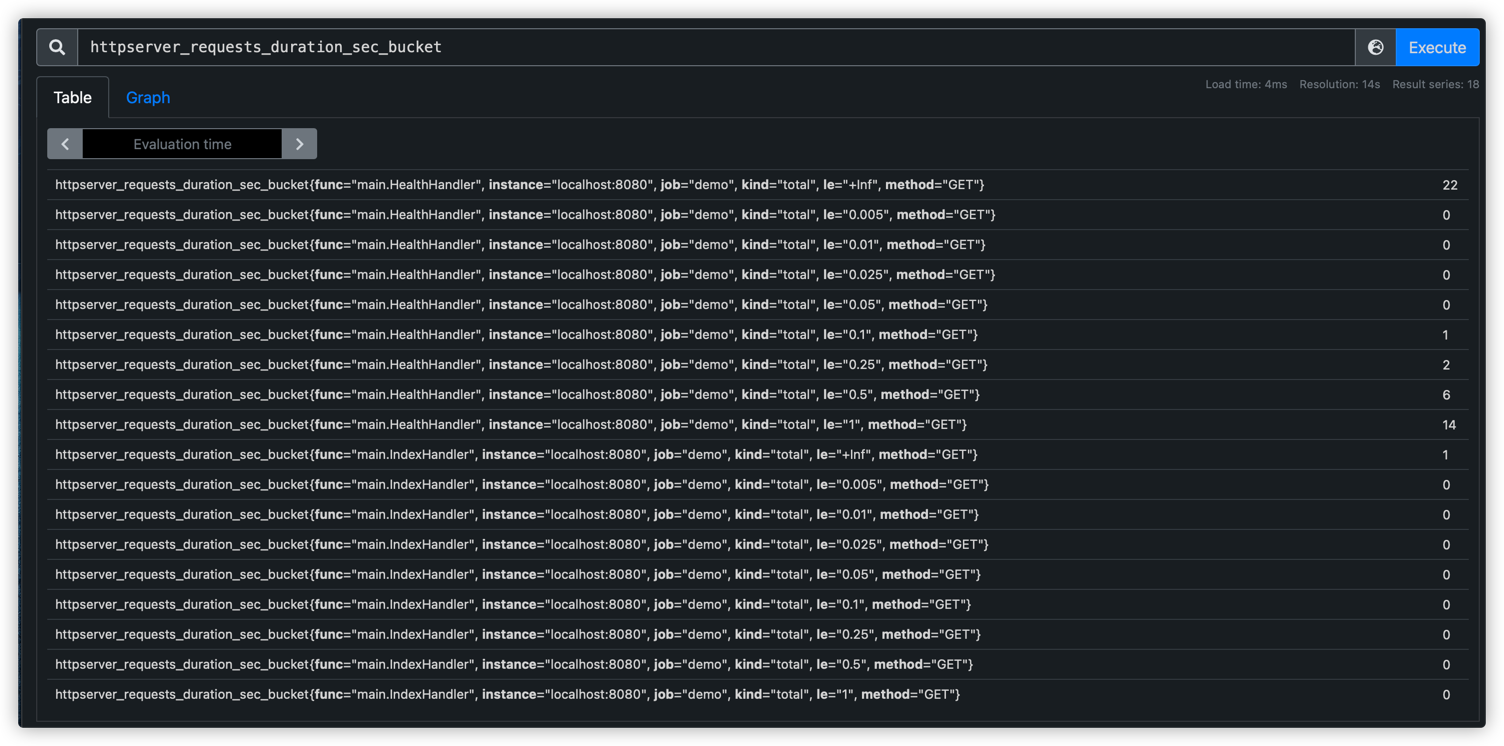 httpserver_requests_duration_sec_bucket
Execute
Table Graph
Load time: 4ms Resolution: 14s Result series: 18
Evaluation time
httpserver_requests_duration_sec_bucket{func="main.HealthHandler", instance="localhost:8080", job="demo", kind="total", le="+Inf", method="GET"} 22
httpserver_requests_duration_sec_bucket{func="main.HealthHandler", instance="localhost:8080", job="demo", kind="total", le="0.005", method="GET"} 0
httpserver_requests_duration_sec_bucket{func="main.HealthHandler", instance="localhost:8080", job="demo", kind="total", le="0.01", method="GET"} 0
httpserver_requests_duration_sec_bucket{func="main.HealthHandler", instance="localhost:8080", job="demo", kind="total", le="0.025", method="GET"} 0
httpserver_requests_duration_sec_bucket{func="main.HealthHandler", instance="localhost:8080", job="demo", kind="total", le="0.05", method="GET"} 0
httpserver_requests_duration_sec_bucket{func="main.HealthHandler", instance="localhost:8080", job="demo", kind="total", le="0.1", method="GET"} 1
httpserver_requests_duration_sec_bucket{func="main.HealthHandler", instance="localhost:8080", job="demo", kind="total", le="0.25", method="GET"} 2
httpserver_requests_duration_sec_bucket{func="main.HealthHandler", instance="localhost:8080", job="demo", kind="total", le="0.5", method="GET"} 6
httpserver_requests_duration_sec_bucket{func="main.HealthHandler", instance="localhost:8080", job="demo", kind="total", le="1", method="GET"} 14
httpserver_requests_duration_sec_bucket{func="main.IndexHandler", instance="localhost:8080", job="demo", kind="total", le="+Inf", method="GET"} 1
httpserver_requests_duration_sec_bucket{func="main.IndexHandler", instance="localhost:8080", job="demo", kind="total", le="0.005", method="GET"} 0
httpserver_requests_duration_sec_bucket{func="main.IndexHandler", instance="localhost:8080", job="demo", kind="total", le="0.01", method="GET"} 0
httpserver_requests_duration_sec_bucket{func="main.IndexHandler", instance="localhost:8080", job="demo", kind="total", le="0.025", method="GET"} 0
httpserver_requests_duration_sec_bucket{func="main.IndexHandler", instance="localhost:8080", job="demo", kind="total", le="0.05", method="GET"} 0
httpserver_requests_duration_sec_bucket{func="main.IndexHandler", instance="localhost:8080", job="demo", kind="total", le="0.1", method="GET"} 0
httpserver_requests_duration_sec_bucket{func="main.IndexHandler", instance="localhost:8080", job="demo", kind="total", le="0.25", method="GET"} 0
httpserver_requests_duration_sec_bucket{func="main.IndexHandler", instance="localhost:8080", job="demo", kind="total", le="0.5", method="GET"} 0
httpserver_requests_duration_sec_bucket{func="main.IndexHandler", instance="localhost:8080", job="demo", kind="total", le="1", method="GET"} 0